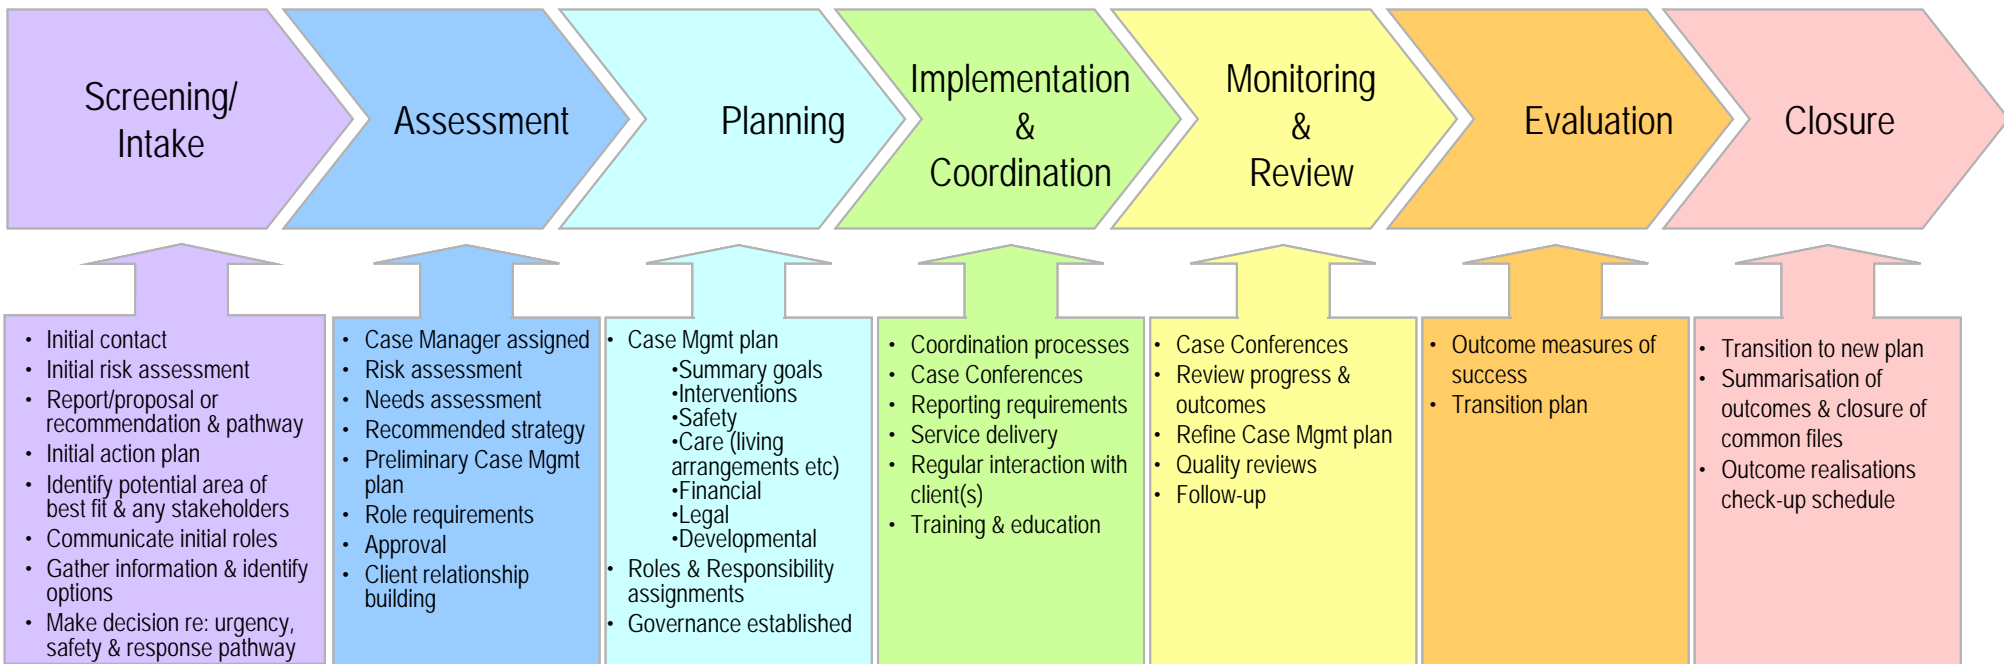 Screening/
Intake
Assessment
Planning
Implementation
&
Coordination
Monitoring
&
Review
Evaluation
Closure
• Initial contact
• Initial risk assessment
• Report/proposal or
recommendation & pathway
• Initial action plan
• Identify potential area of
best fit & any stakeholders
• Communicate initial roles
• Gather information & identify
options
• Make decision re: urgency,
safety & response pathway
• Case Manager assigned
• Risk assessment
• Needs assessment
• Recommended strategy
• Preliminary Case Mgmt
plan
• Role requirements
• Approval
• Client relationship
building
• Case Mgmt plan
•Summary goals
•Interventions
•Safety
•Care (living
arrangements etc)
•Financial
•Legal
•Developmental
• Roles & Responsibility
assignments
• Governance established
• Coordination processes
• Case Conferences
• Reporting requirements
• Service delivery
• Regular interaction with
client(s)
• Training & education
• Case Conferences
• Review progress &
outcomes
• Refine Case Mgmt plan
• Quality reviews
• Follow-up
• Outcome measures of
success
• Transition plan
• Transition to new plan
• Summarisation of
outcomes & closure of
common files
• Outcome realisations
check-up schedule